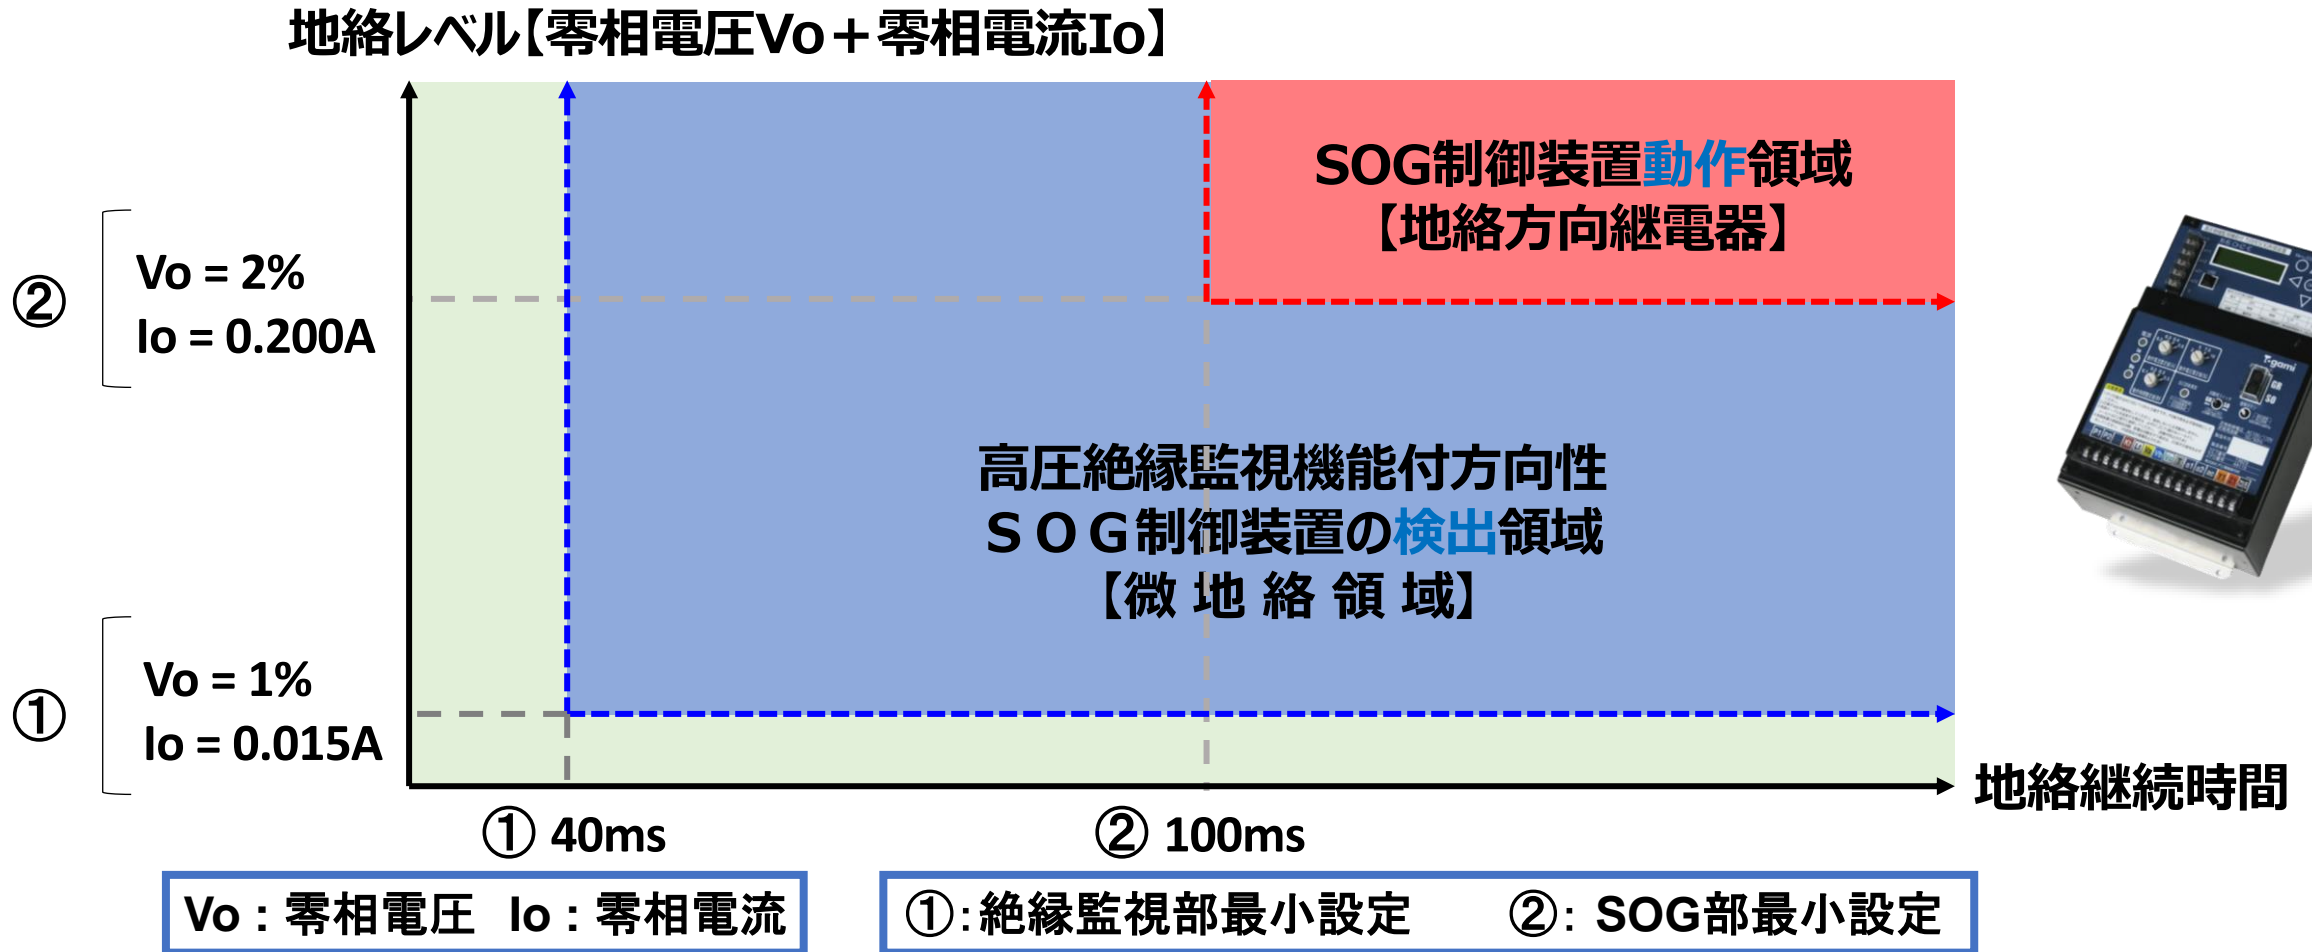 地絡レベル【零相電圧Vo＋零相電流Io】
SOG制御装置動作領域
【地絡方向継電器】
②
Vo = 2%
Io = 0.200A
高圧絶縁監視機能付方向性
ＳＯＧ制御装置の検出領域
【微 地 絡 領 域】
①
Vo = 1%
Io = 0.015A
地絡継続時間
① 40ms
② 100ms
Vo：零相電圧 Io：零相電流
①：絶縁監視部最小設定 ②：SOG部最小設定
Togami
GR
SO